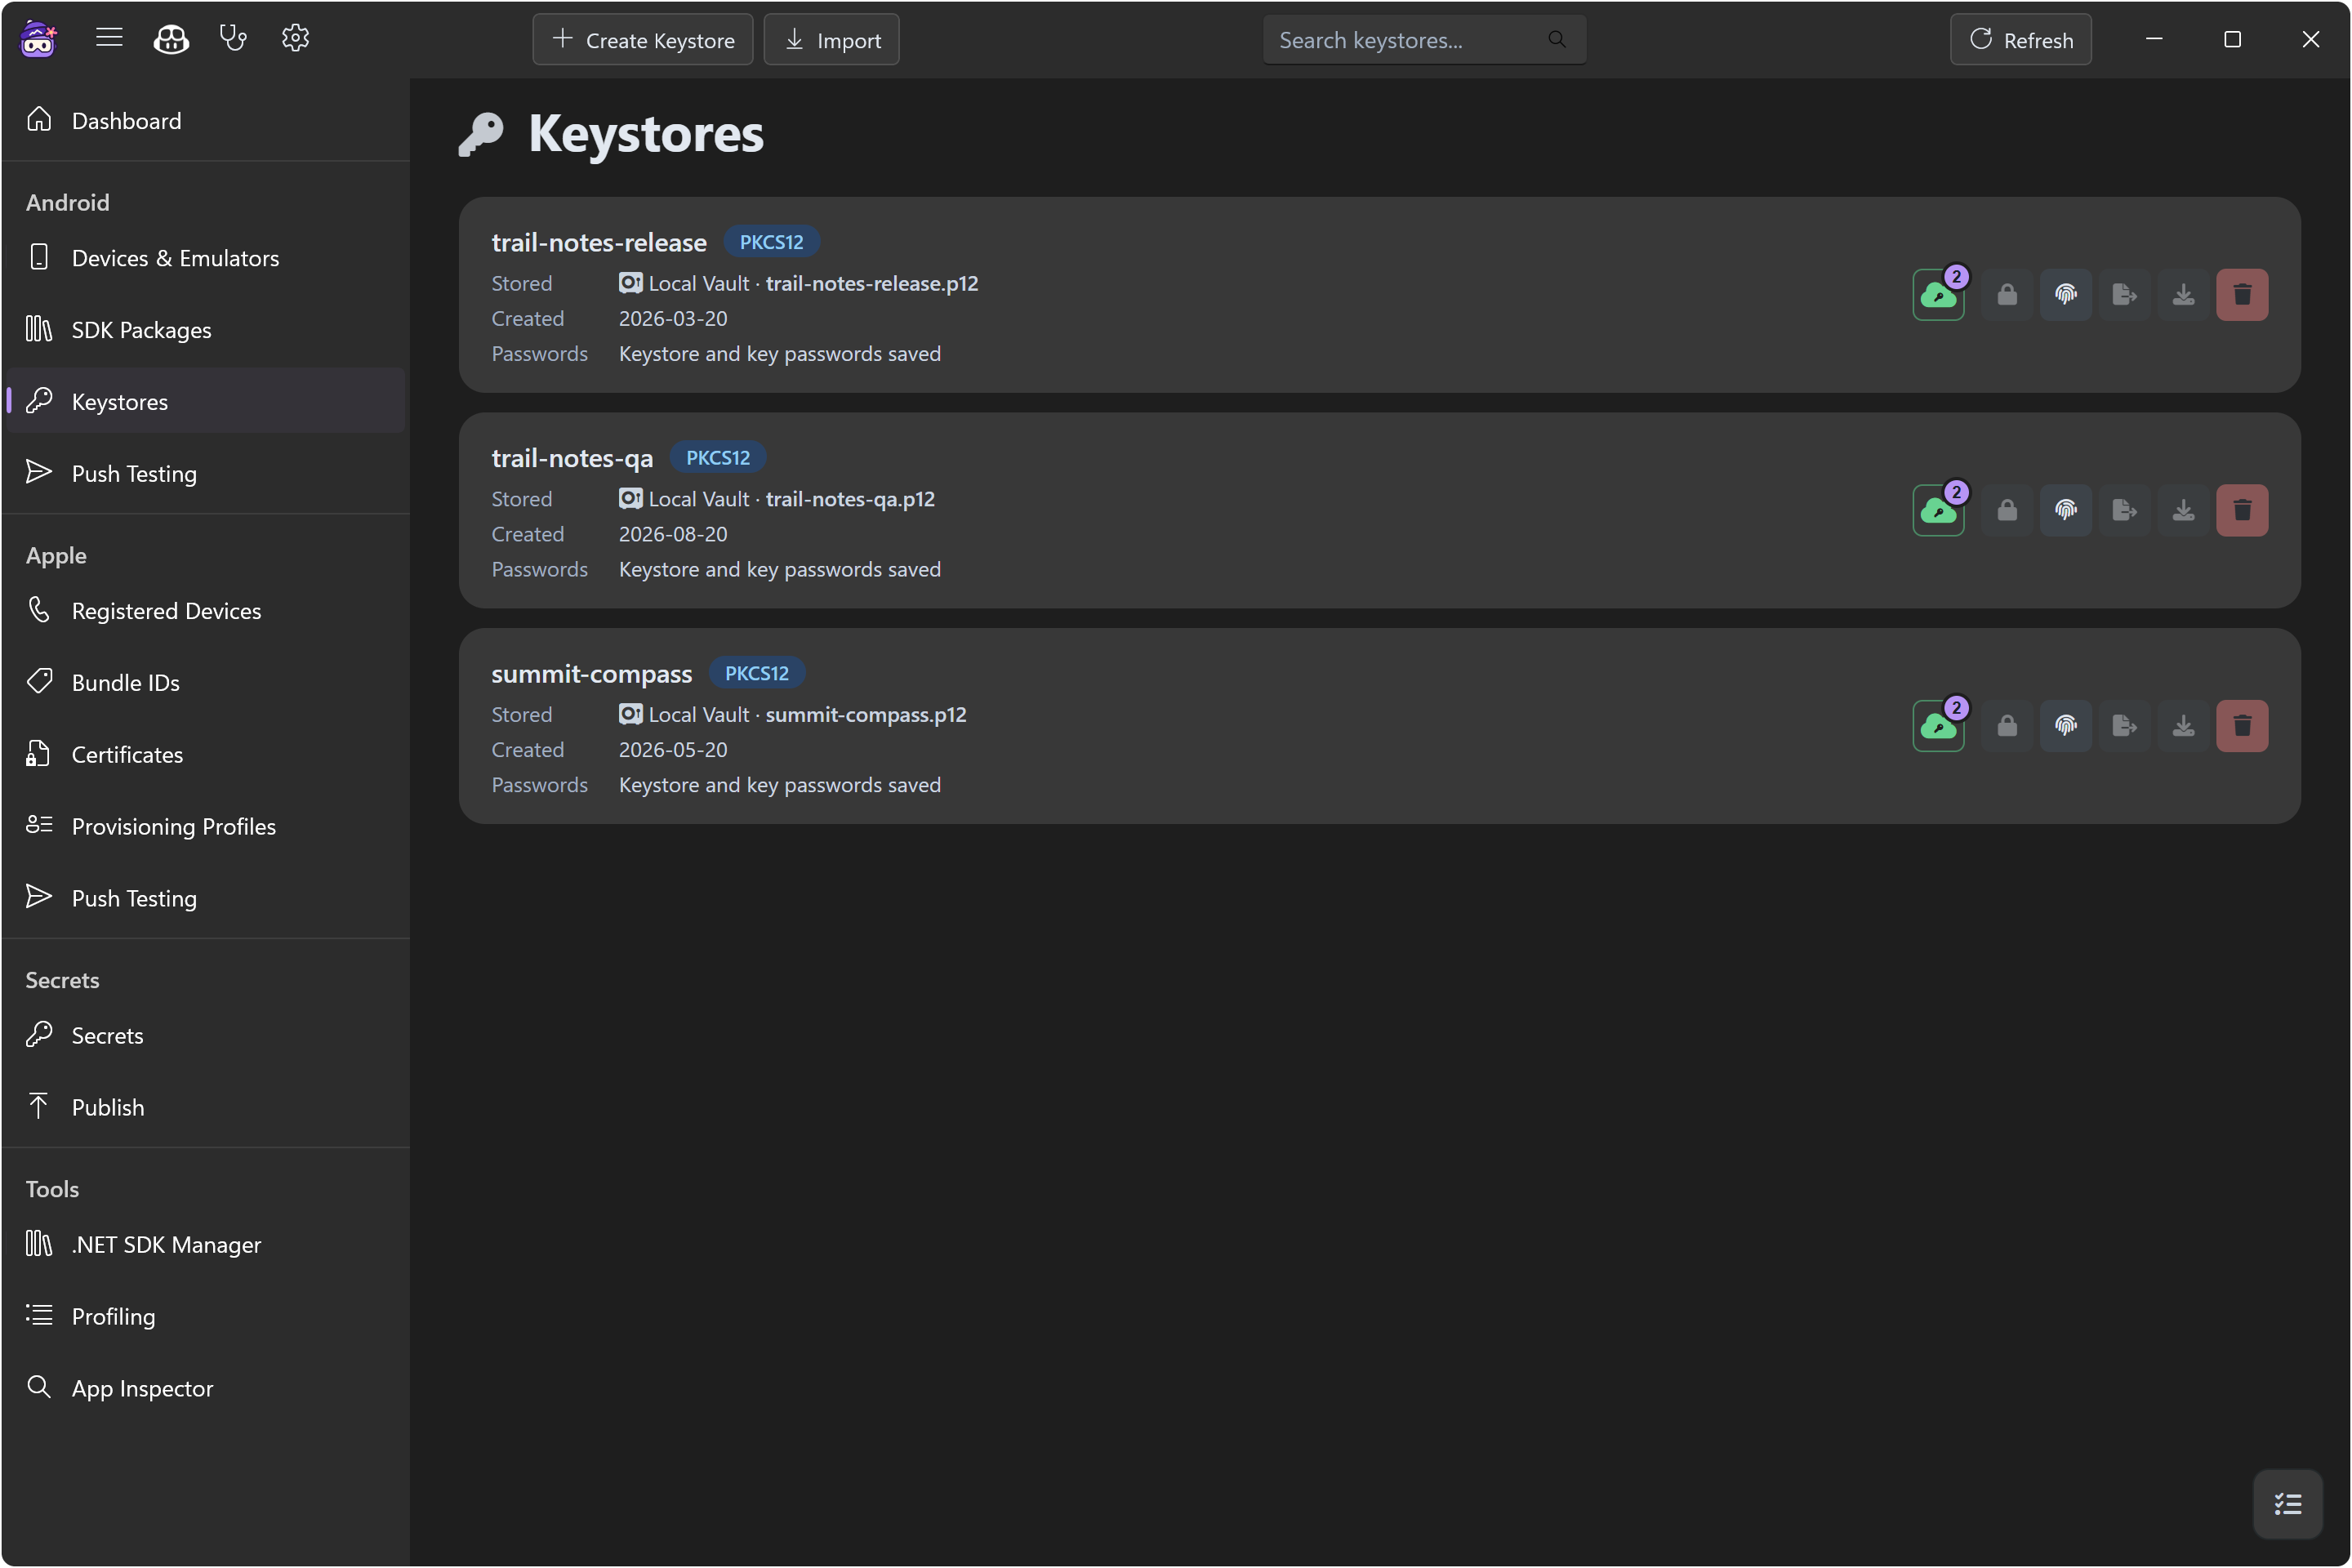 Create Keystore
Import
Search keystores...
Refresh
Dashboard
Android
Devices & Emulators
SDK Packages
Keystores
Push Testing
Apple
Registered Devices
Bundle IDs
Certificates
Provisioning Profiles
Push Testing
Secrets
Secrets
Publish
Tools
.NET SDK Manager
Profiling
App Inspector
Keystores
trail-notes-release PKCS12
Stored Local Vault · trail-notes-release.p12
Created 2026-03-20
Passwords Keystore and key passwords saved
2
trail-notes-qa PKCS12
Stored Local Vault · trail-notes-qa.p12
Created 2026-08-20
Passwords Keystore and key passwords saved
2
summit-compass PKCS12
Stored Local Vault · summit-compass.p12
Created 2026-05-20
Passwords Keystore and key passwords saved
2